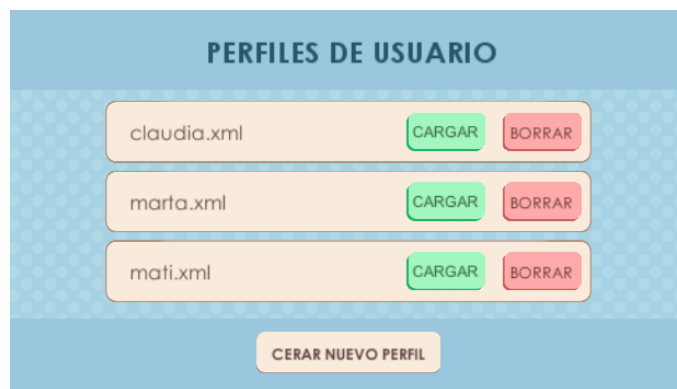 PERFILES DE USUARIO
claudia.xml CARGAR BORRAR
marta.xml CARGAR BORRAR
mati.xml CARGAR BORRAR
CERAR NUEVO PERFIL